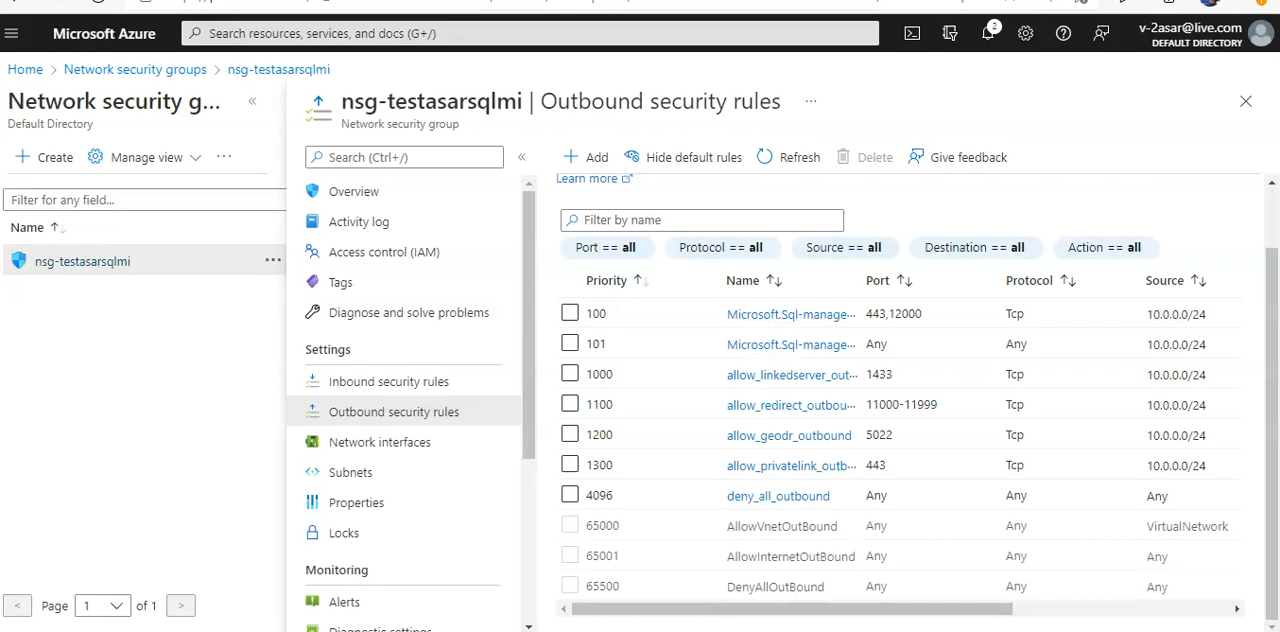 Microsoft Azure
Search resources, services, and docs (G+/)
2
v-2asar@live.com
DEFAULT DIRECTORY
Home > Network security groups > nsg-testasarsqlmi
Network security g... «
Default Directory
+ Create Manage view ···
Filter for any field...
Name ↑↓
nsg-testasarsqlmi ···
< Page 1 of 1 >
nsg-testasarsqlmi | Outbound security rules ···
Network security group
Search (Ctrl+/) «
Overview
Activity log
Access control (IAM)
Tags
Diagnose and solve problems
Settings
Inbound security rules
Outbound security rules
Network interfaces
Subnets
Properties
Locks
Monitoring
Alerts
Diagnostic settings
+ Add Hide default rules Refresh Delete Give feedback
Learn more
Filter by name
Port == all Protocol == all Source == all Destination == all Action == all
Priority ↑↓ Name ↑↓ Port ↑↓ Protocol ↑↓ Source ↑↓
100 Microsoft.Sql-manage... 443,12000 Tcp 10.0.0.0/24
101 Microsoft.Sql-manage... Any Any 10.0.0.0/24
1000 allow_linkedserver_out... 1433 Tcp 10.0.0.0/24
1100 allow_redirect_outbou... 11000-11999 Tcp 10.0.0.0/24
1200 allow_geodr_outbound 5022 Tcp 10.0.0.0/24
1300 allow_privatelink_outb... 443 Tcp 10.0.0.0/24
4096 deny_all_outbound Any Any Any
65000 AllowVnetOutBound Any Any VirtualNetwork
65001 AllowInternetOutBound Any Any Any
65500 DenyAllOutBound Any Any Any